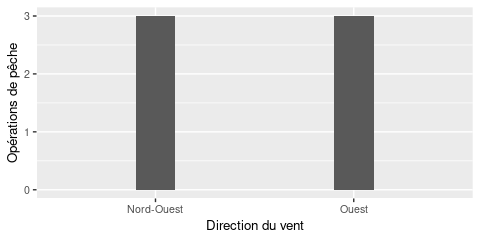 Opérations de pêche
3
2
1
0
Nord-Ouest
Ouest
Direction du vent